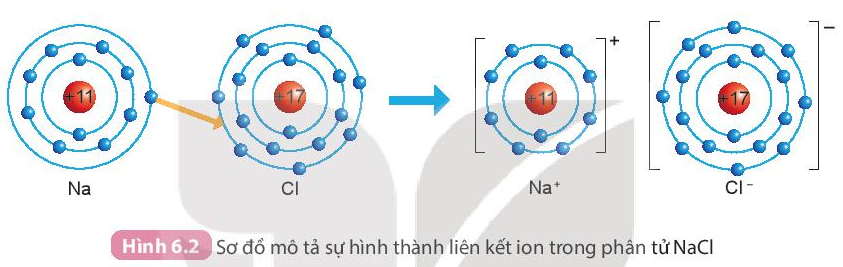 +11
+17
+11
+
+17
–
Na
Cl
Na⁺
Cl⁻
Hình 6.2 Sơ đồ mô tả sự hình thành liên kết ion trong phân tử NaCl